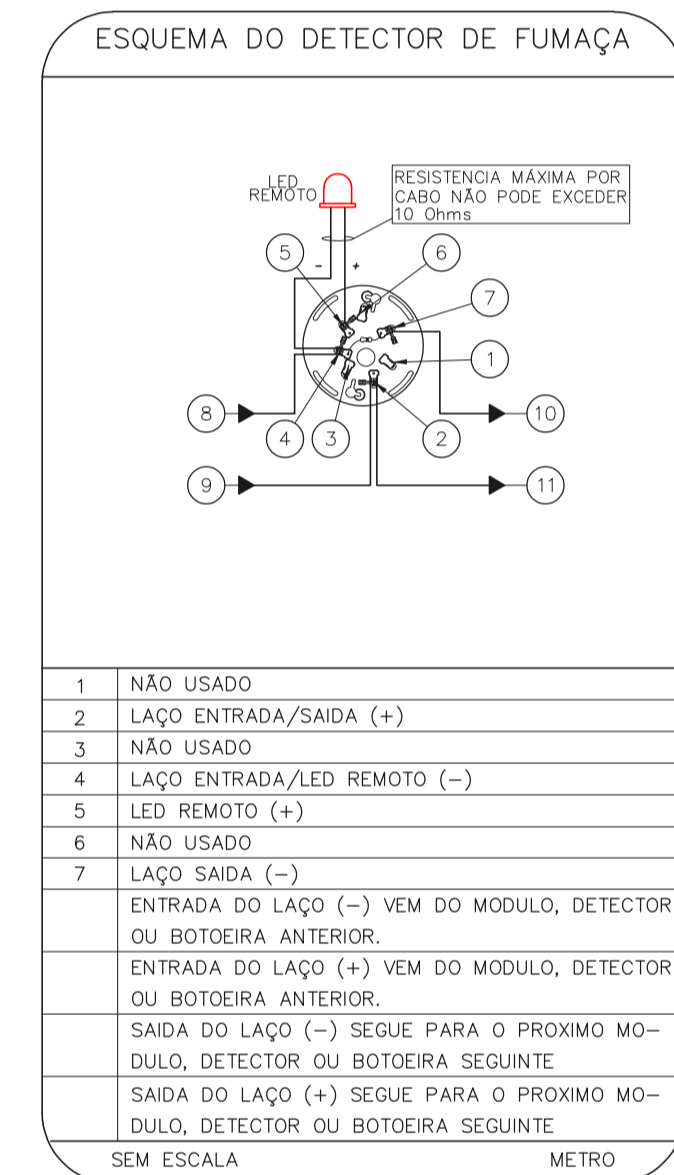 ESQUEMA DO DETECTOR DE FUMAÇA
LED
REMOTO
RESISTENCIA MÁXIMA POR
CABO NÃO PODE EXCEDER
10 Ohms
5
-
+
6
7
1
8
4
3
2
10
9
11
1 NÃO USADO
2 LAÇO ENTRADA/SAIDA (+)
3 NÃO USADO
4 LAÇO ENTRADA/LED REMOTO (-)
5 LED REMOTO (+)
6 NÃO USADO
7 LAÇO SAIDA (-)
ENTRADA DO LAÇO (-) VEM DO MODULO, DETECTOR
OU BOTOEIRA ANTERIOR.
ENTRADA DO LAÇO (+) VEM DO MODULO, DETECTOR
OU BOTOEIRA ANTERIOR.
SAIDA DO LAÇO (-) SEGUE PARA O PROXIMO MO-
DULO, DETECTOR OU BOTOEIRA SEGUINTE
SAIDA DO LAÇO (+) SEGUE PARA O PROXIMO MO-
DULO, DETECTOR OU BOTOEIRA SEGUINTE
SEM ESCALA METRO